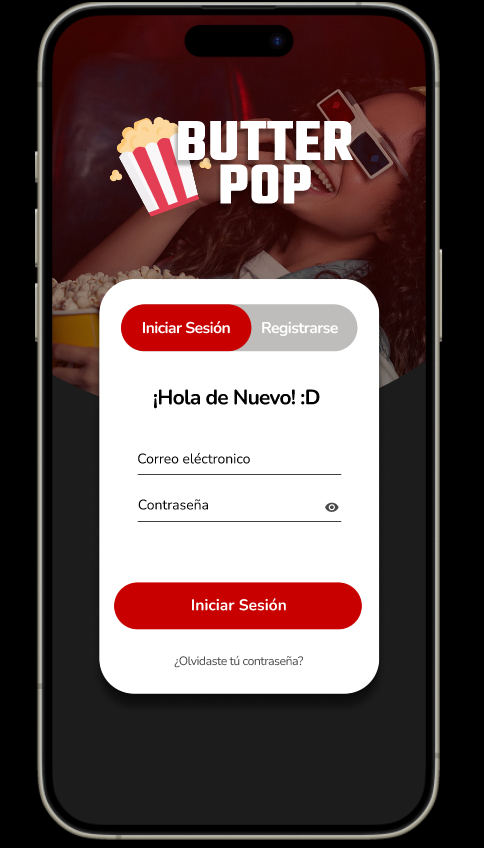 BUTTER
POP
Iniciar Sesión
Registrarse
¡Hola de Nuevo! :D
Correo eléctronico
Contraseña
Iniciar Sesión
¿Olvidaste tú contraseña?